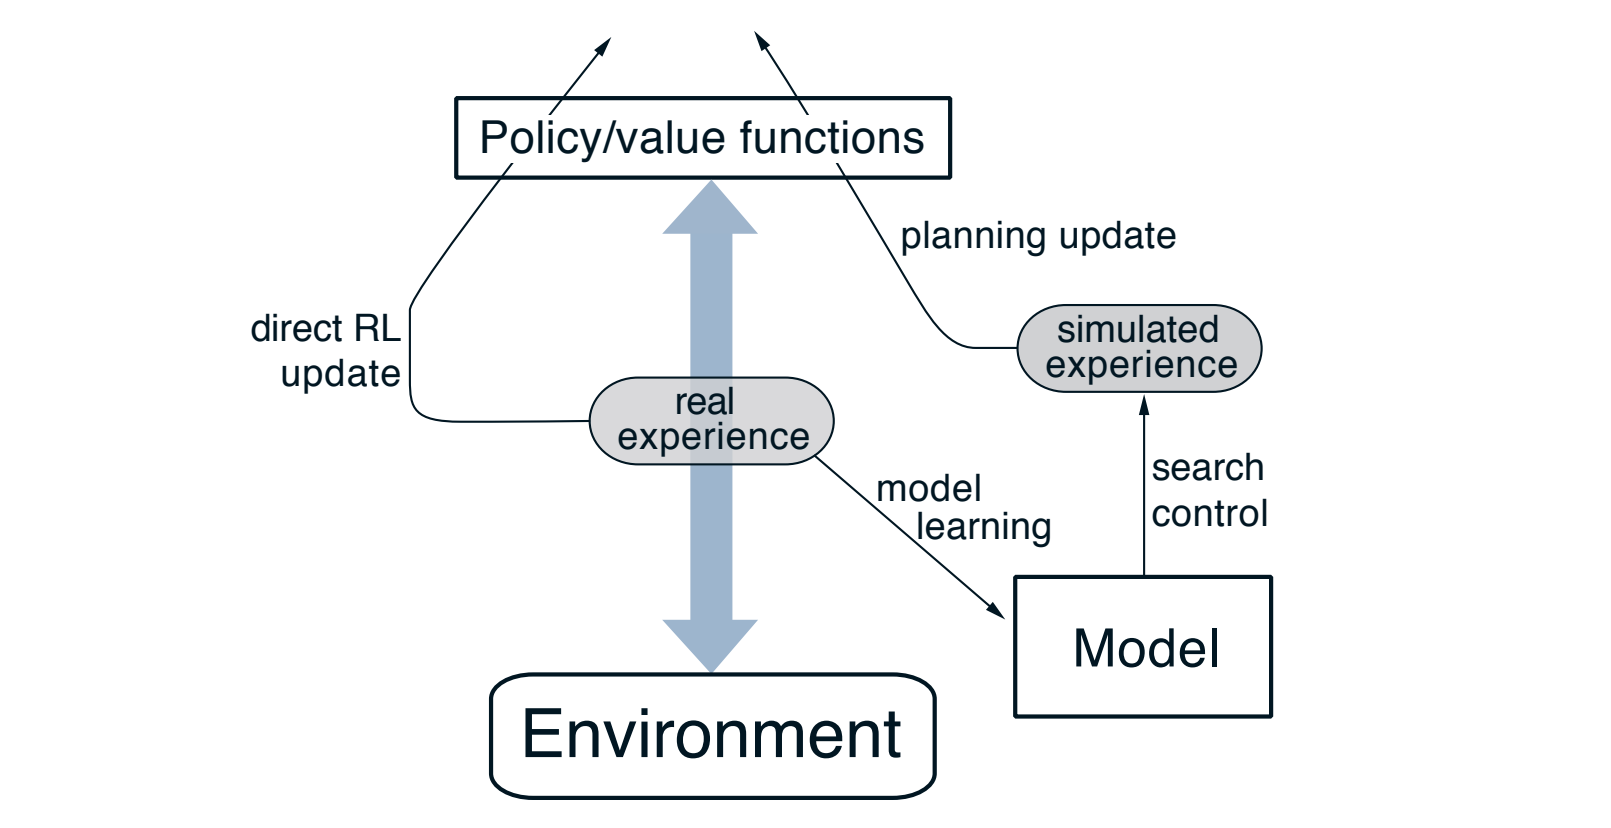 Policy/value functions
planning update
direct RL
update
simulated
experience
real
experience
model
learning
search
control
Model
Environment